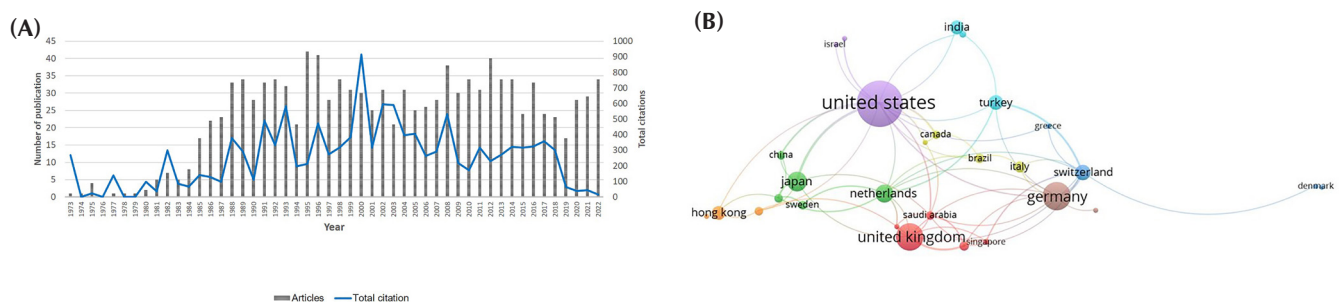 (A)
45
40
35
30
25
20
15
10
5
0
Number of publication
1000
900
800
700
600
500
400
300
200
100
0
Total citations
1973 1974 1975 1976 1977 1978 1979 1980 1981 1982 1983 1984 1985 1986 1987 1988 1989 1990 1991 1992 1993 1994 1995 1996 1997 1998 1999 2000 2001 2002 2003 2004 2005 2006 2007 2008 2009 2010 2011 2012 2013 2014 2015 2016 2017 2018 2019 2020 2021 2022
Year
Articles Total citation
(B)
india
israel
united states
turkey
greece
canada
china
brazil
italy
switzerland
japan
denmark
netherlands
germany
sweden
hong kong
saudi arabia
united kingdom
singapore